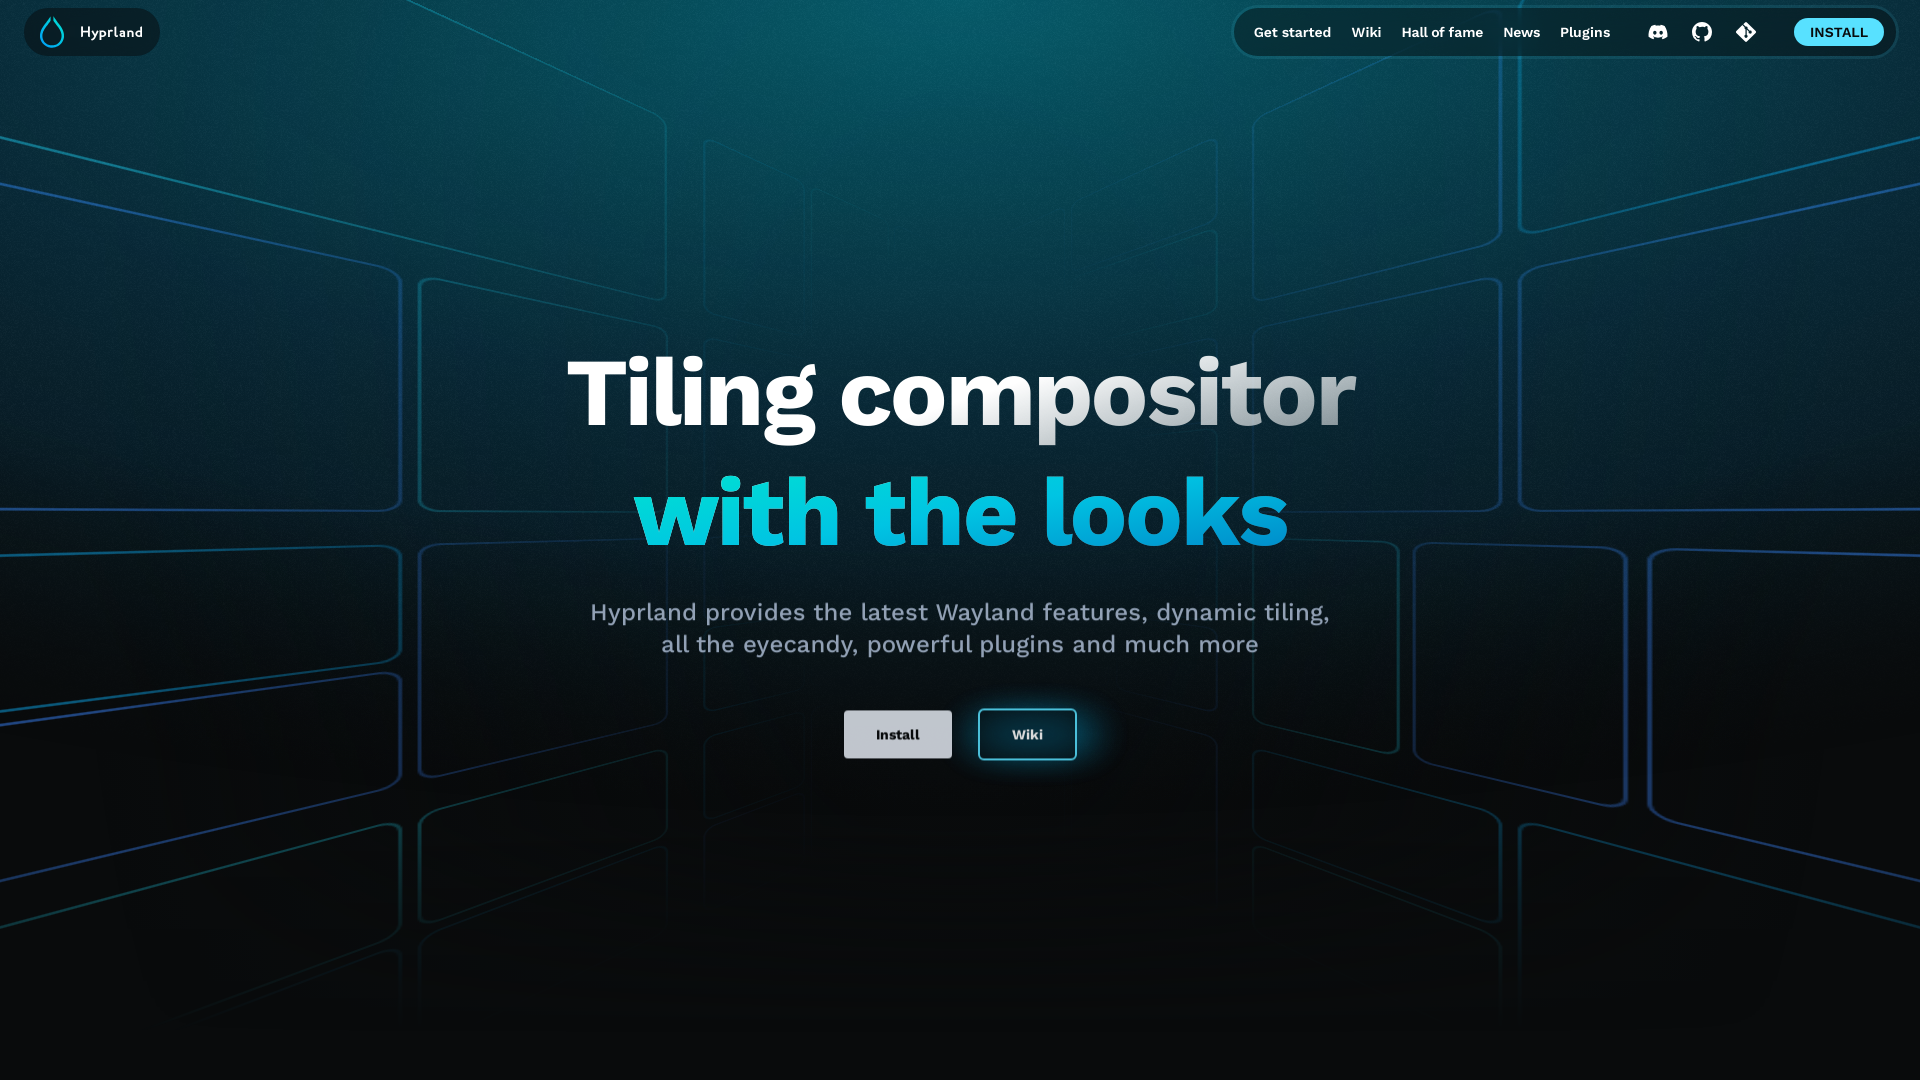 Hyprland
Get started Wiki Hall of fame News Plugins INSTALL
Tiling compositor
with the looks
Hyprland provides the latest Wayland features, dynamic tiling,
all the eyecandy, powerful plugins and much more
Install Wiki